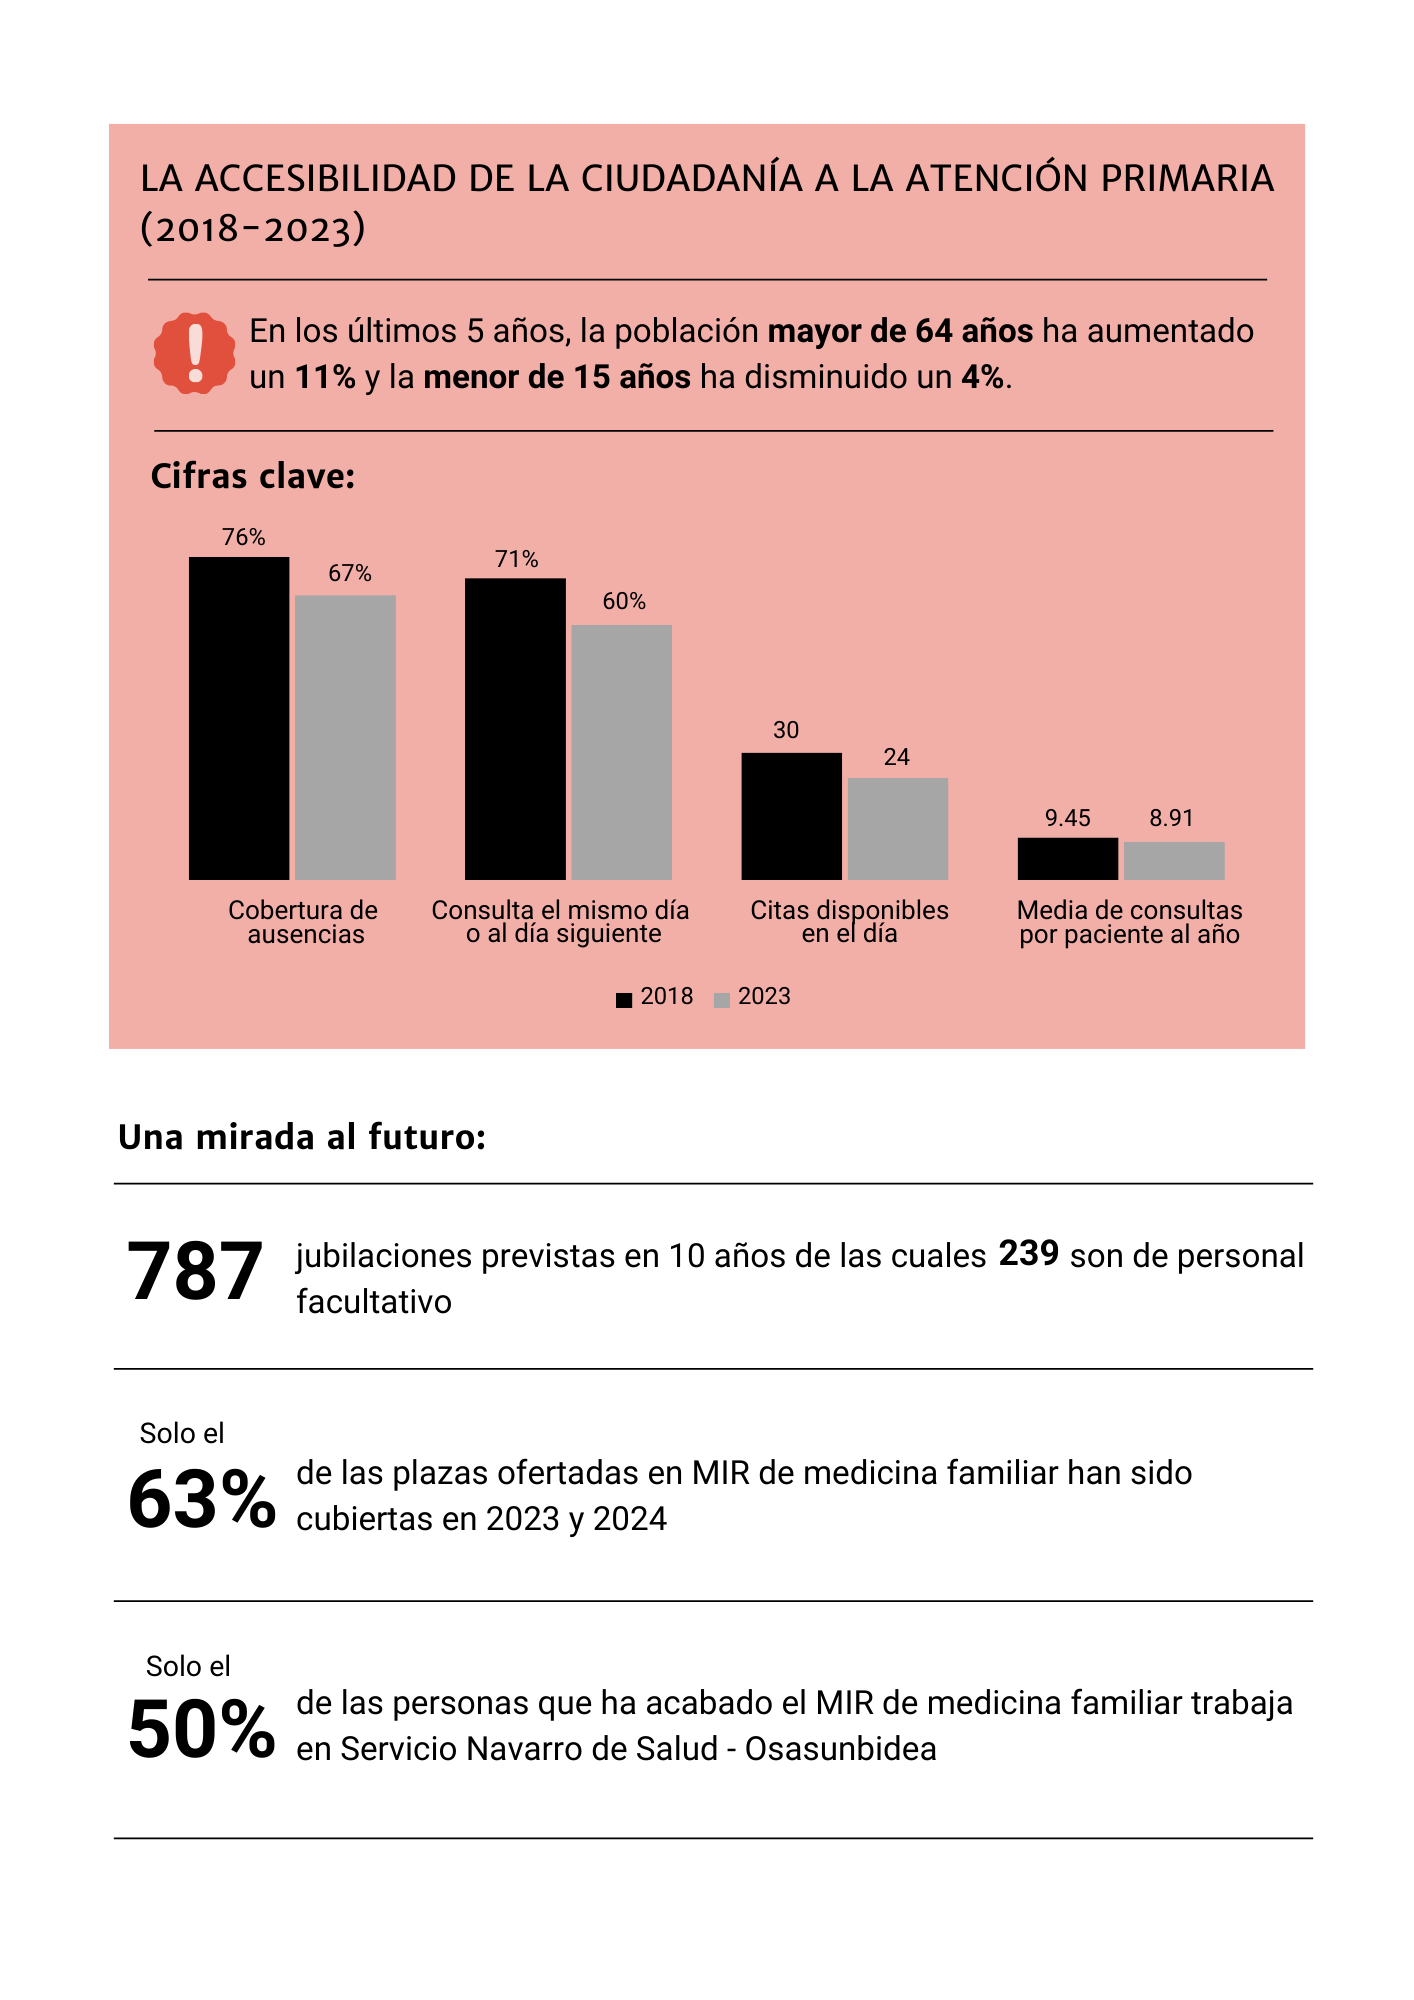 LA ACCESIBILIDAD DE LA CIUDADANÍA A LA ATENCIÓN PRIMARIA
(2018-2023)
En los últimos 5 años, la población mayor de 64 años ha aumentado
un 11% y la menor de 15 años ha disminuido un 4%.
Cifras clave:
76%
67%
71%
60%
30
24
9.45
8.91
Cobertura de
ausencias
Consulta el mismo día
o al día siguiente
Citas disponibles
en el día
Media de consultas
por paciente al año
2018
2023
Una mirada al futuro:
787
jubilaciones previstas en 10 años de las cuales 239 son de personal
facultativo
Solo el
63%
de las plazas ofertadas en MIR de medicina familiar han sido
cubiertas en 2023 y 2024
Solo el
50%
de las personas que ha acabado el MIR de medicina familiar trabaja
en Servicio Navarro de Salud - Osasunbidea